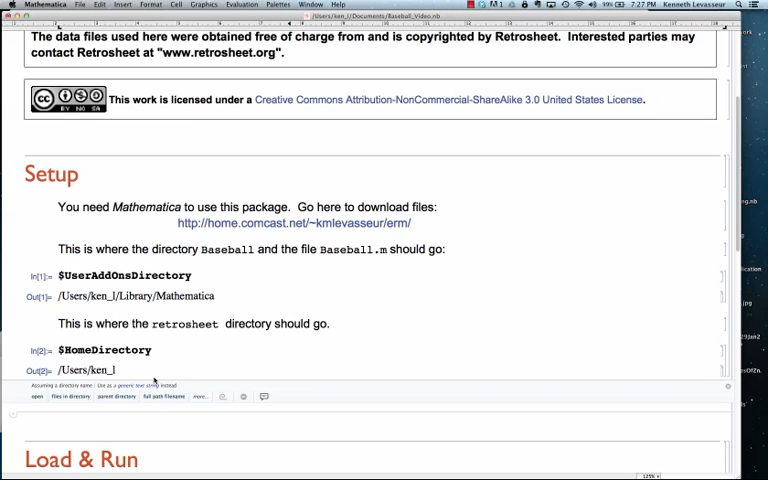 Mathematica File Edit Insert Format Cell Graphics Evaluation Palettes Window Help 99% 7:27 PM Kenneth Levasseur
/Users/ken_l/Documents/Baseball_Video.nb
The data files used here were obtained free of charge from and is copyrighted by Retrosheet. Interested parties may
contact Retrosheet at "www.retrosheet.org".
This work is licensed under a Creative Commons Attribution-NonCommercial-ShareAlike 3.0 United States License.
BY NC SA
Setup
You need Mathematica to use this package. Go here to download files:
http://home.comcast.net/~kmlevasseur/erm/
This is where the directory Baseball and the file Baseball.m should go:
In[1]:= $UserAddOnsDirectory
Out[1]= /Users/ken_l/Library/Mathematica
This is where the retrosheet directory should go.
In[2]:= $HomeDirectory
Out[2]= /Users/ken_l
Assuming a directory name | Use as a generic text string instead
open files in directory parent directory full path filename more...
Load & Run
125%